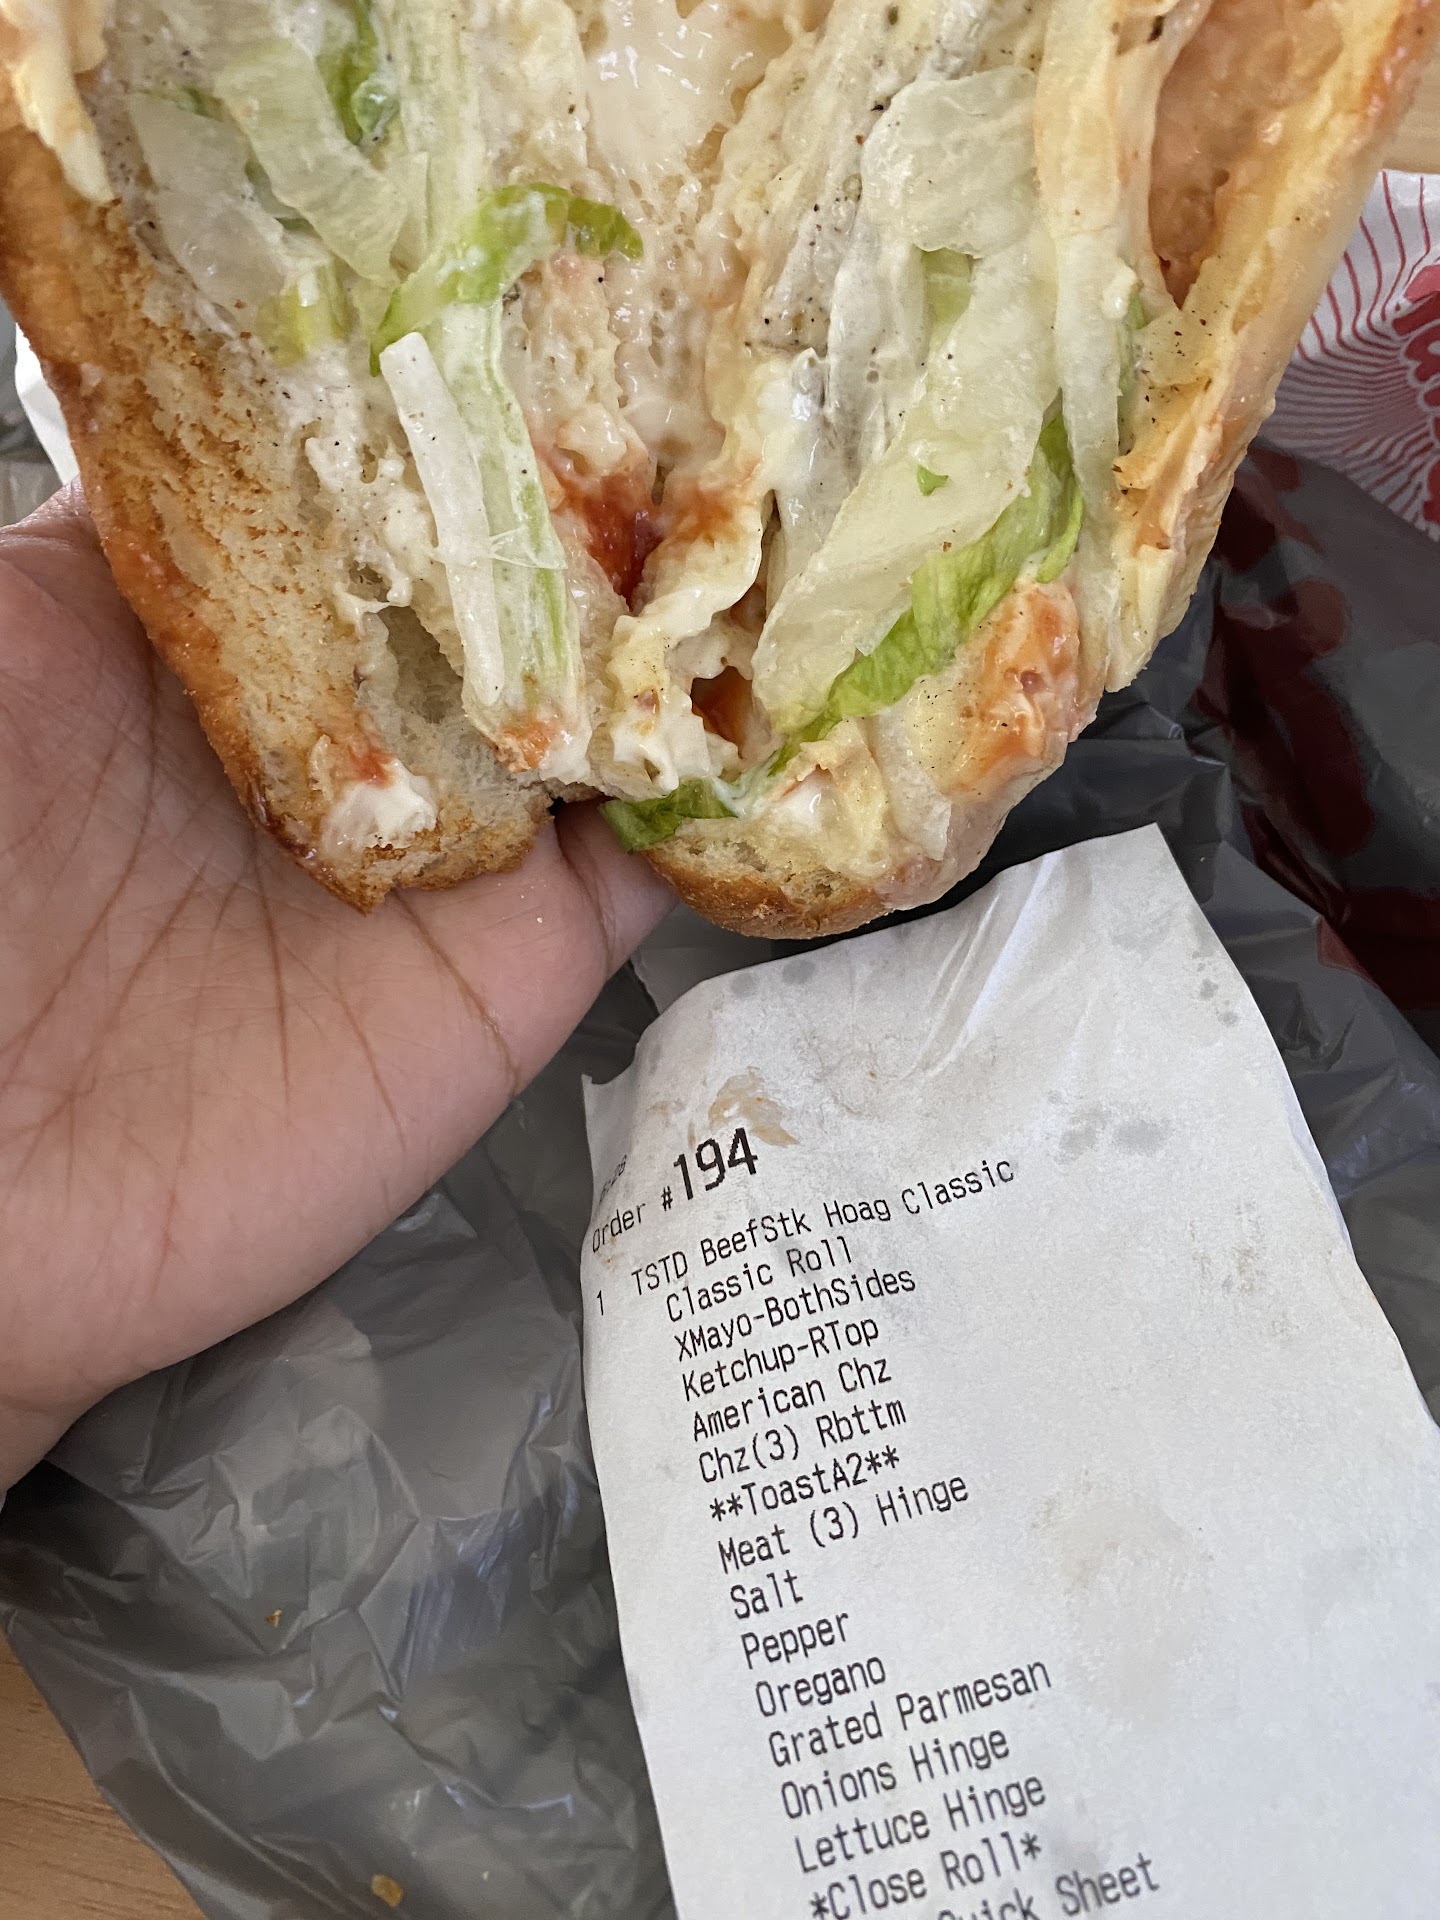 Order #194
1 TSTD BeefStk Hoag Classic
Classic Roll
XMayo-BothSides
Ketchup-RTop
American Chz
Chz(3) Rbttm
**ToastA2**
Meat (3) Hinge
Salt
Pepper
Oregano
Grated Parmesan
Onions Hinge
Lettuce Hinge
*Close Roll*
Sheet